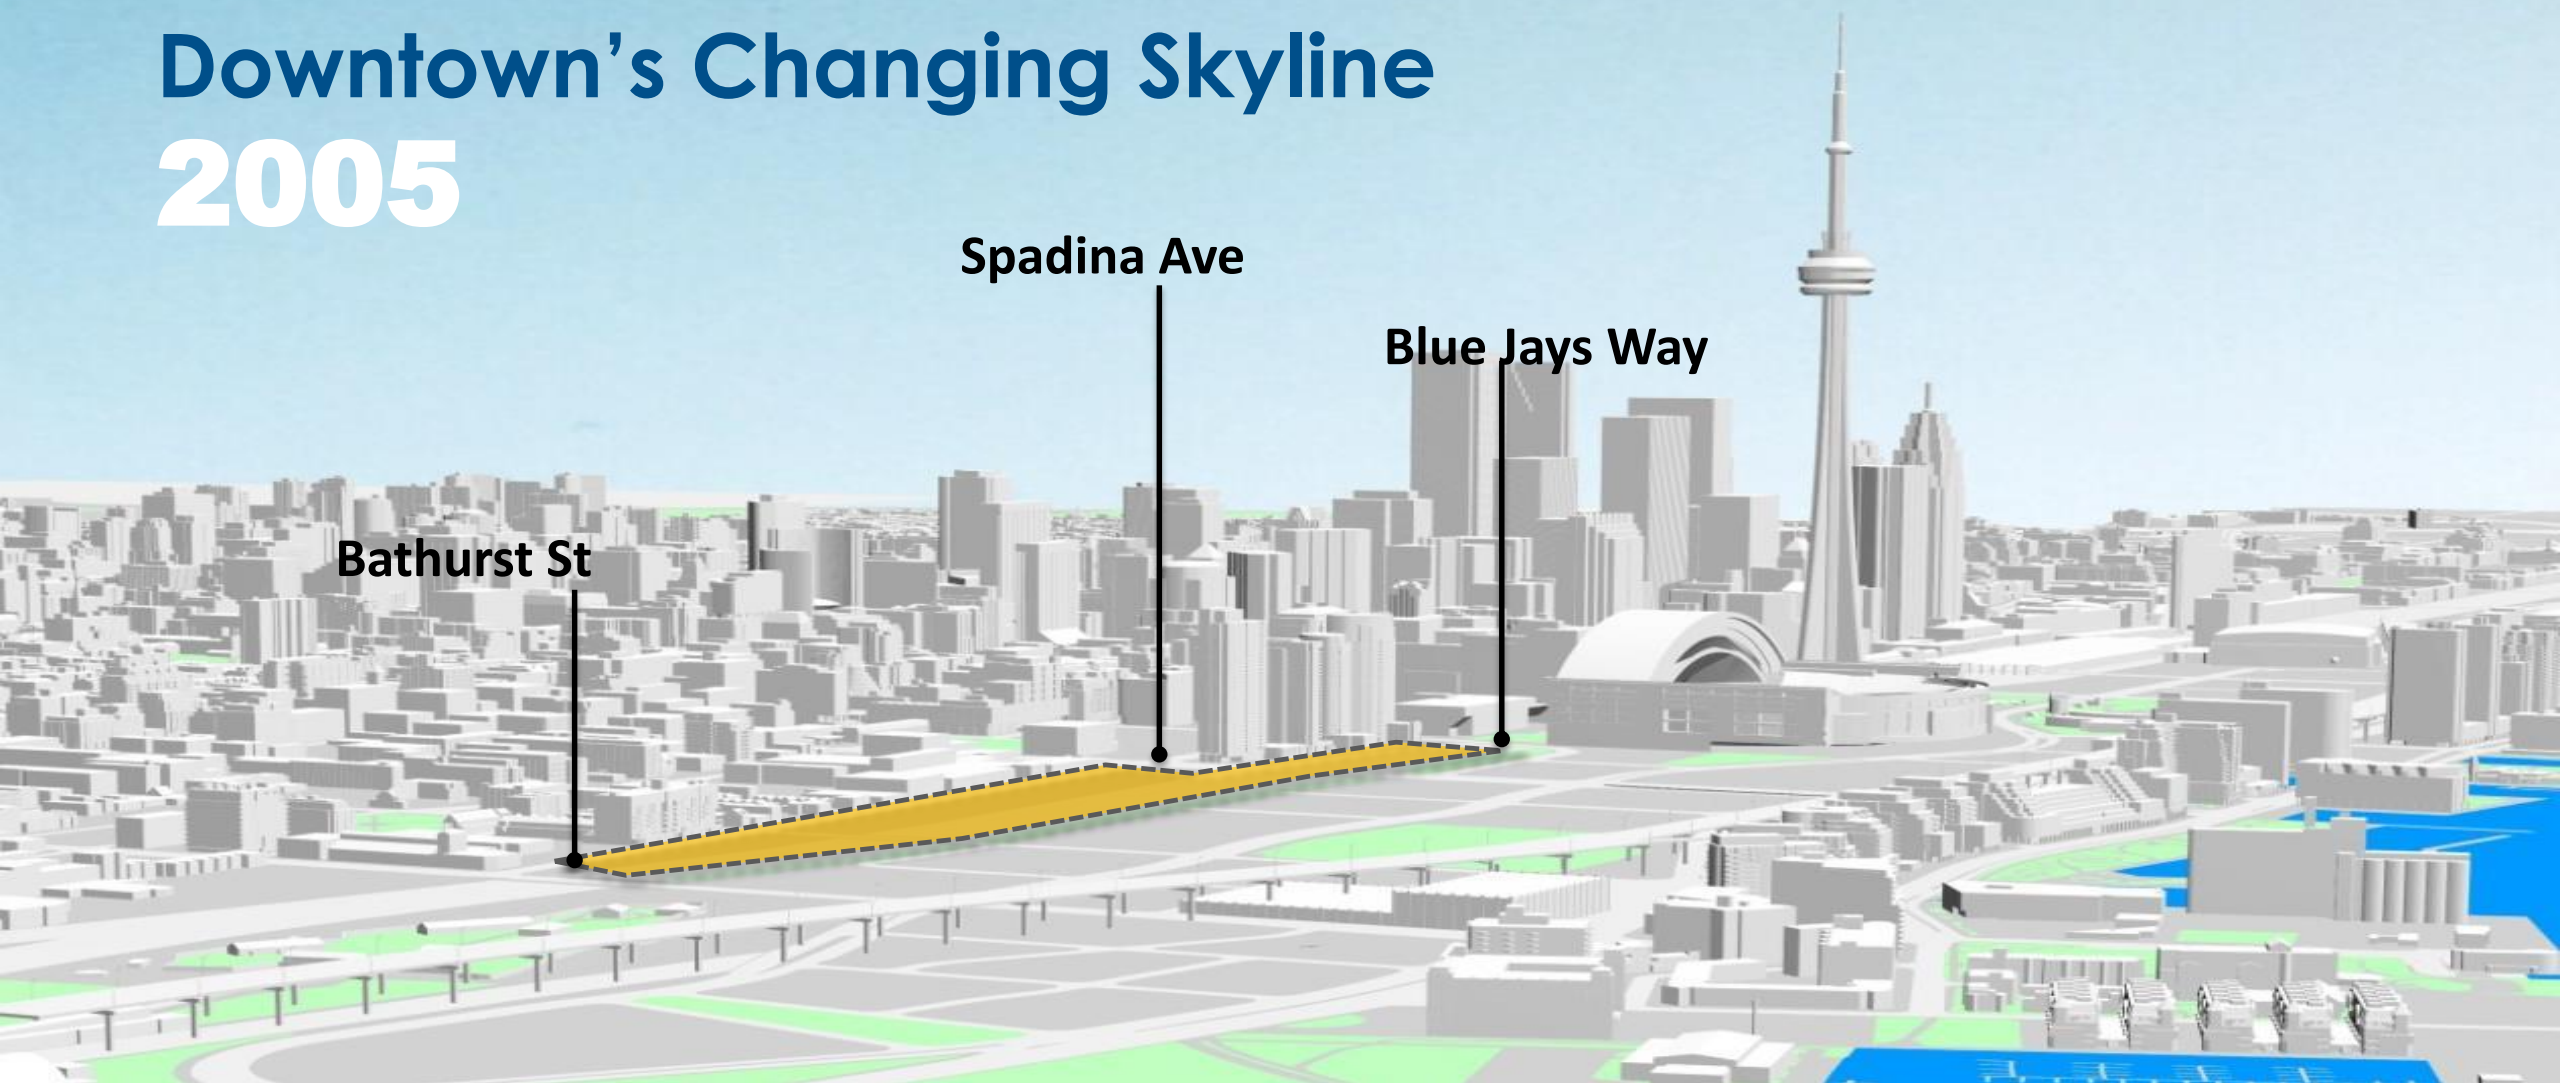 Downtown’s Changing Skyline
2005
Spadina Ave
Blue Jays Way
Bathurst St